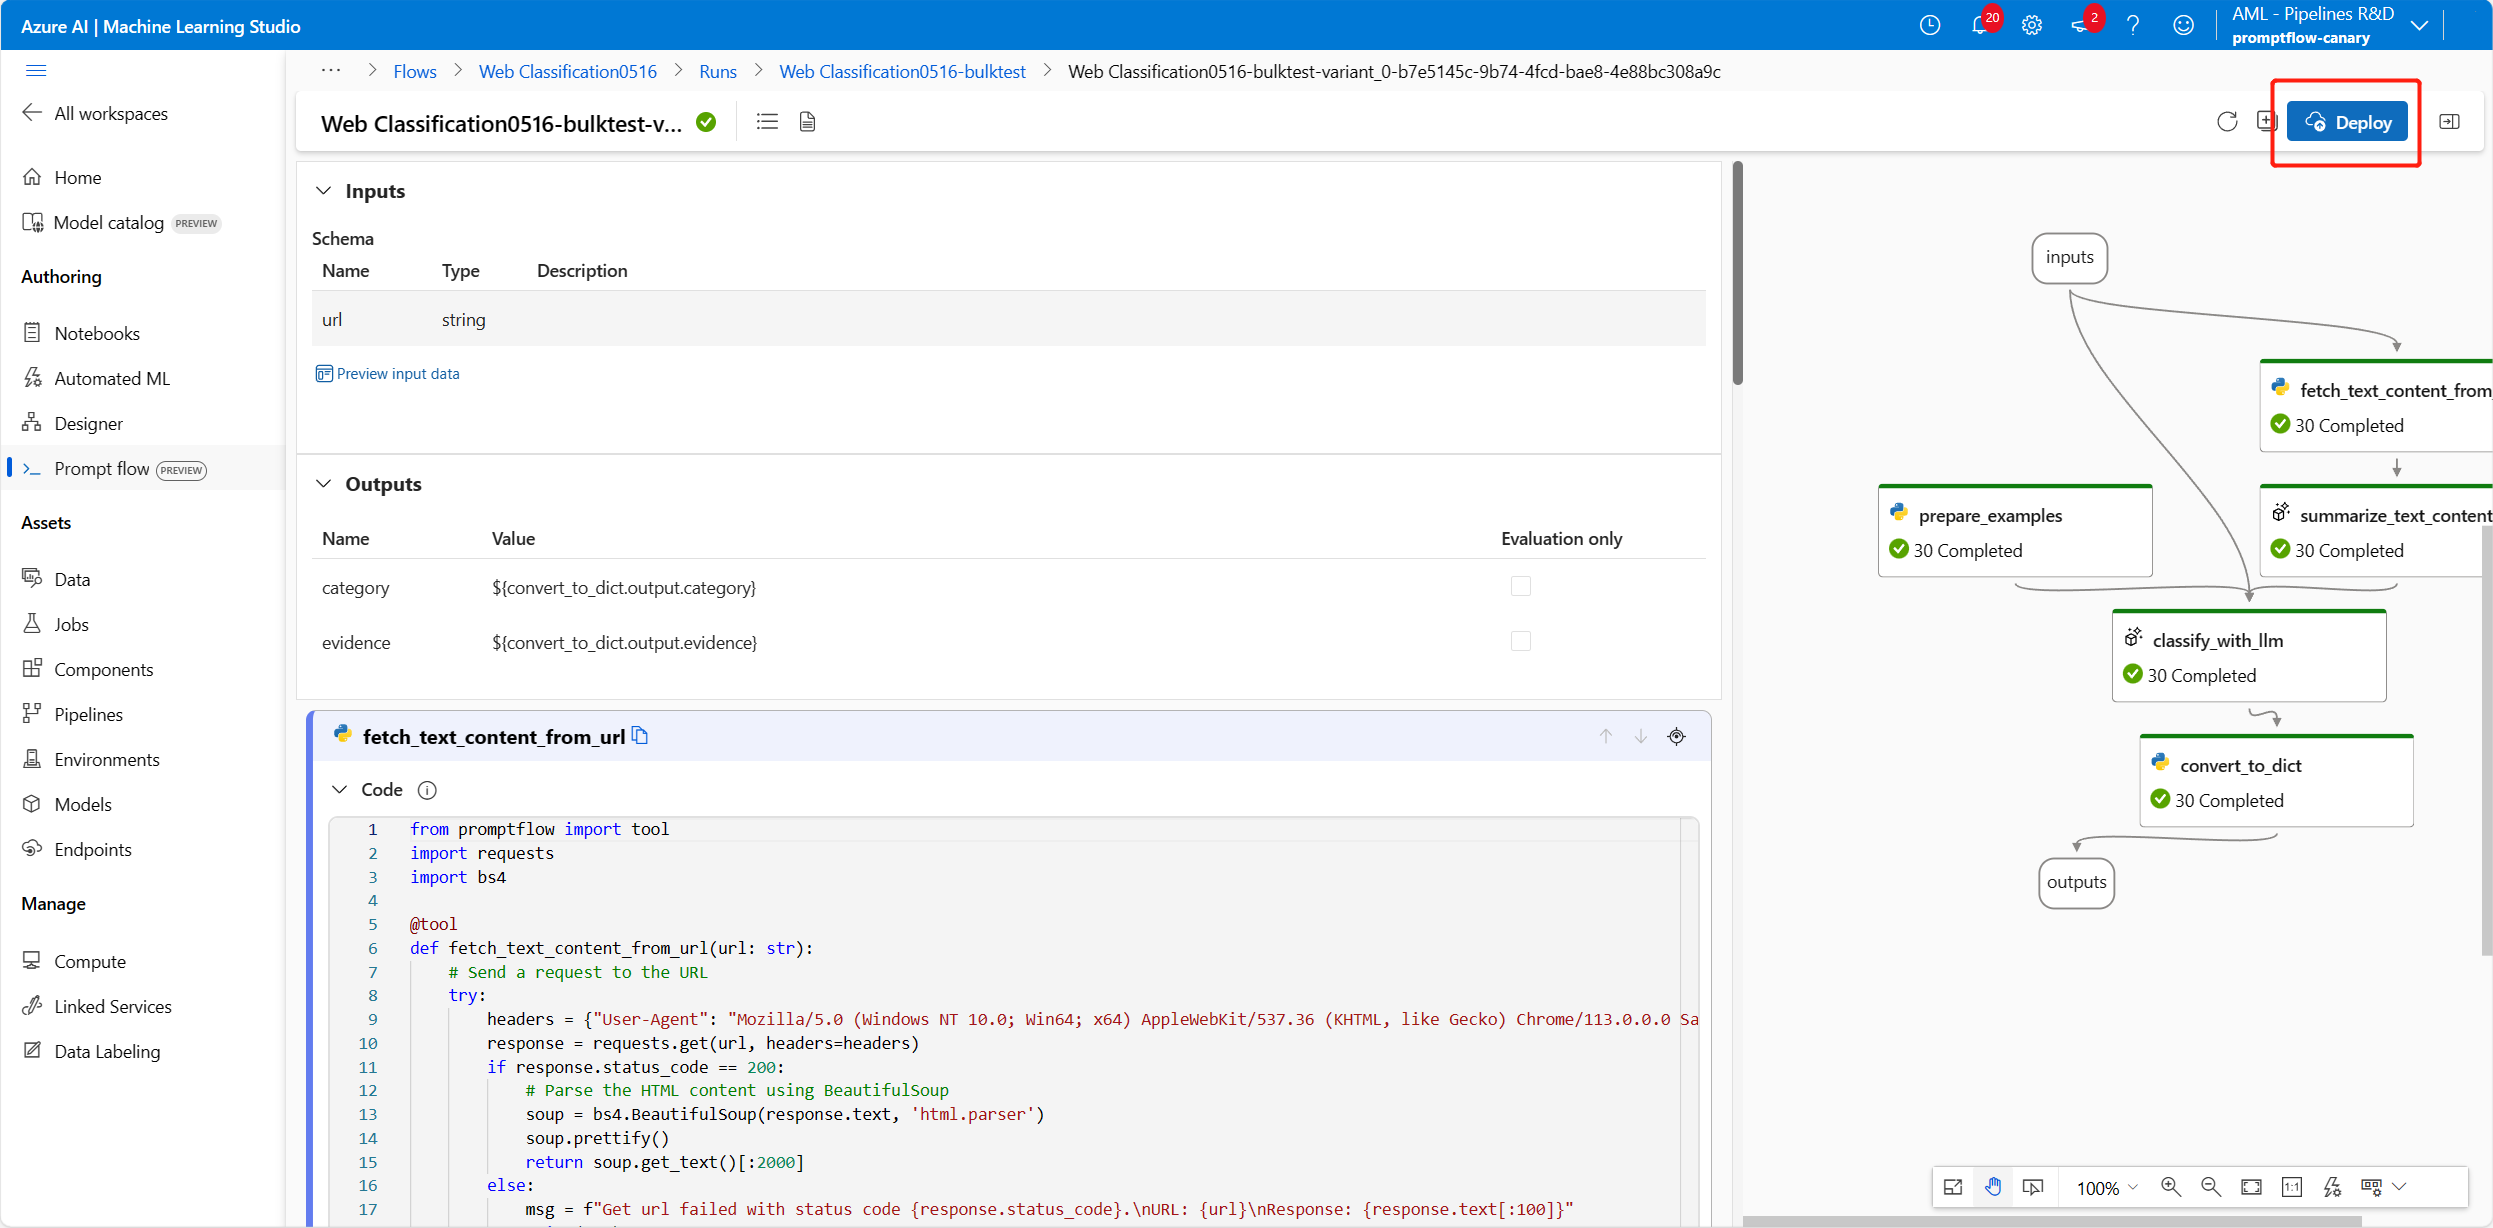 Azure AI | Machine Learning Studio
20
2
AML - Pipelines R&D
promptflow-canary
All workspaces
Home
Model catalog PREVIEW
Authoring
Notebooks
Automated ML
Designer
Prompt flow PREVIEW
Assets
Data
Jobs
Components
Pipelines
Environments
Models
Endpoints
Manage
Compute
Linked Services
Data Labeling
··· > Flows > Web Classification0516 > Runs > Web Classification0516-bulktest > Web Classification0516-bulktest-variant_0-b7e5145c-9b74-4fcd-bae8-4e88bc308a9c
Web Classification0516-bulktest-v...
Deploy
Inputs
Schema
Name Type Description
url string
Preview input data
Outputs
Name Value Evaluation only
category ${convert_to_dict.output.category}
evidence ${convert_to_dict.output.evidence}
fetch_text_content_from_url
Code
1 from promptflow import tool
2 import requests
3 import bs4
4
5 @tool
6 def fetch_text_content_from_url(url: str):
7 # Send a request to the URL
8 try:
9 headers = {"User-Agent": "Mozilla/5.0 (Windows NT 10.0; Win64; x64) AppleWebKit/537.36 (KHTML, like Gecko) Chrome/113.0.0.0 Sa
10 response = requests.get(url, headers=headers)
11 if response.status_code == 200:
12 # Parse the HTML content using BeautifulSoup
13 soup = bs4.BeautifulSoup(response.text, 'html.parser')
14 soup.prettify()
15 return soup.get_text()[:2000]
16 else:
17 msg = f"Get url failed with status code {response.status_code}.\nURL: {url}\nResponse: {response.text[:100]}"
inputs
fetch_text_content_from_
30 Completed
prepare_examples
30 Completed
summarize_text_content
30 Completed
classify_with_llm
30 Completed
convert_to_dict
30 Completed
outputs
100%
1:1